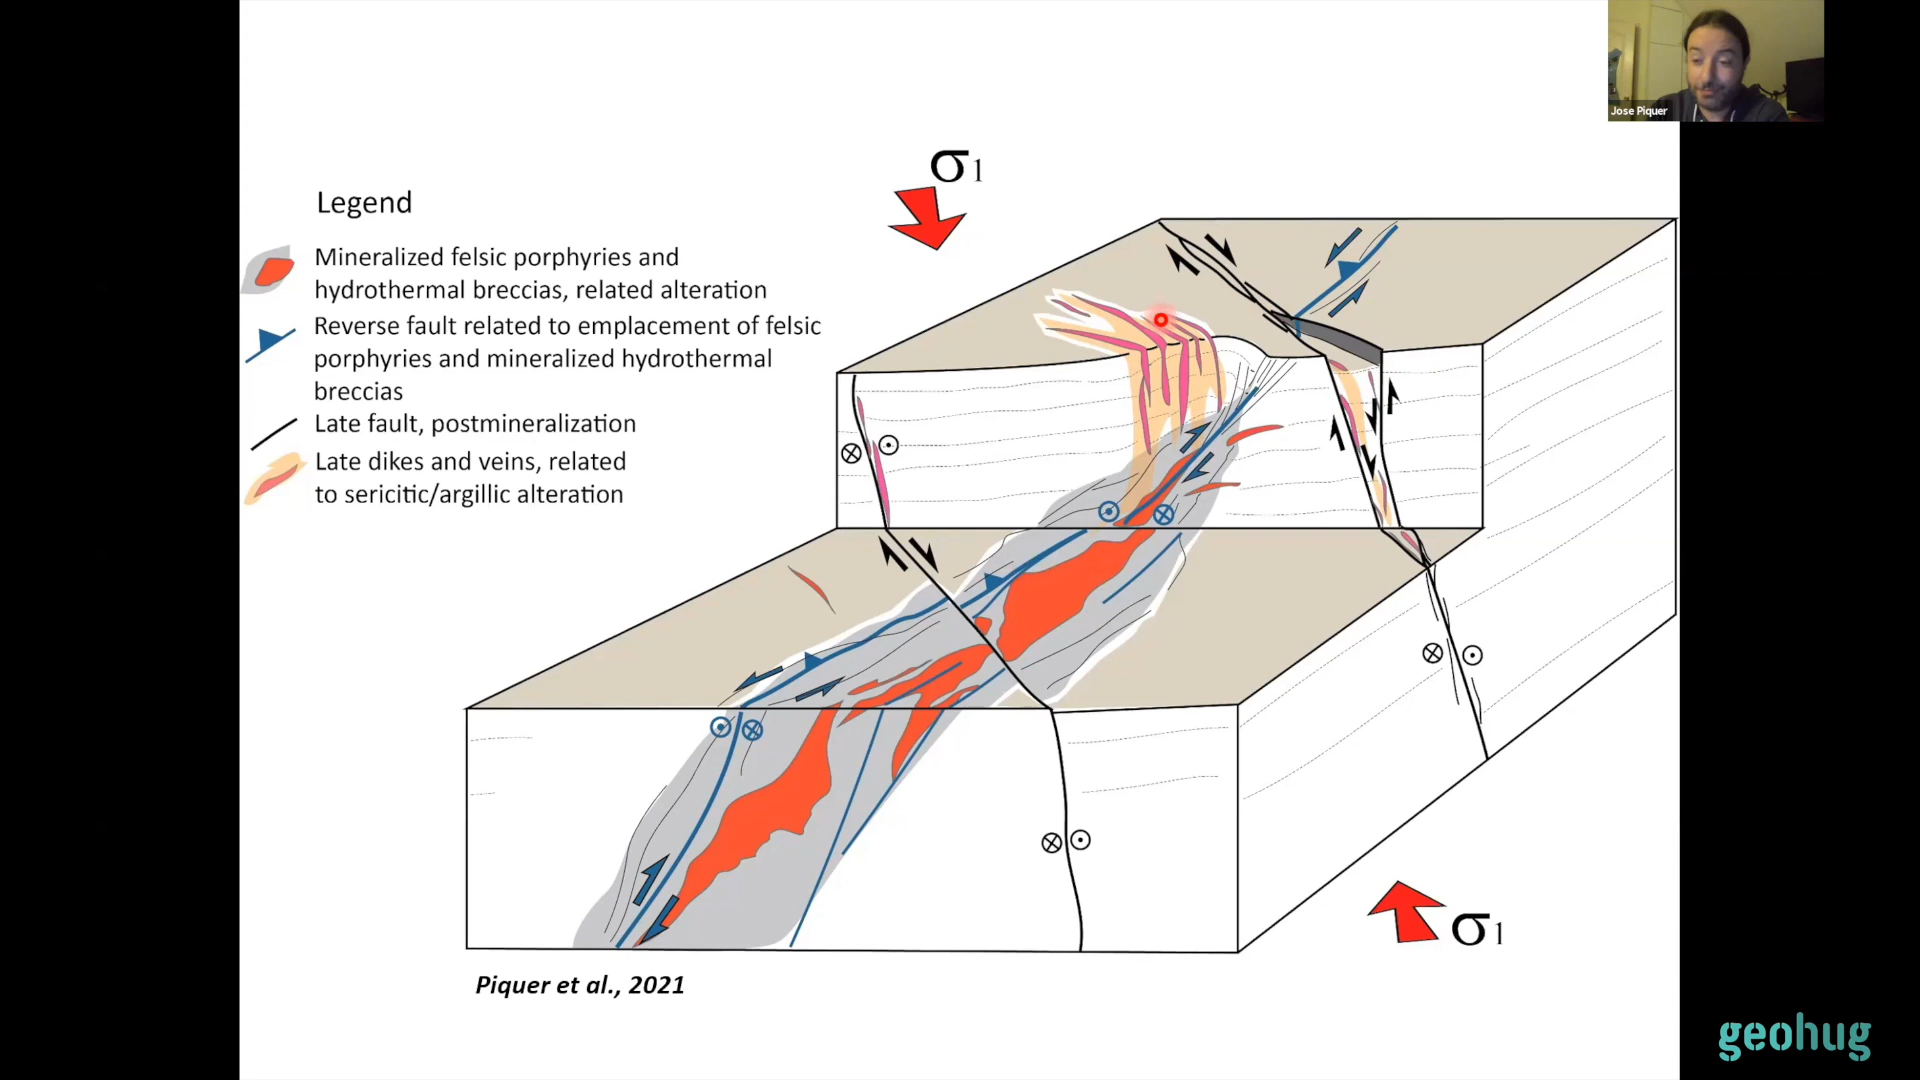 Jose Piquer
σ1
Legend
Mineralized felsic porphyries and
hydrothermal breccias, related alteration
Reverse fault related to emplacement of felsic
porphyries and mineralized hydrothermal
breccias
Late fault, postmineralization
Late dikes and veins, related
to sericitic/argillic alteration
σ1
Piquer et al., 2021
geohug